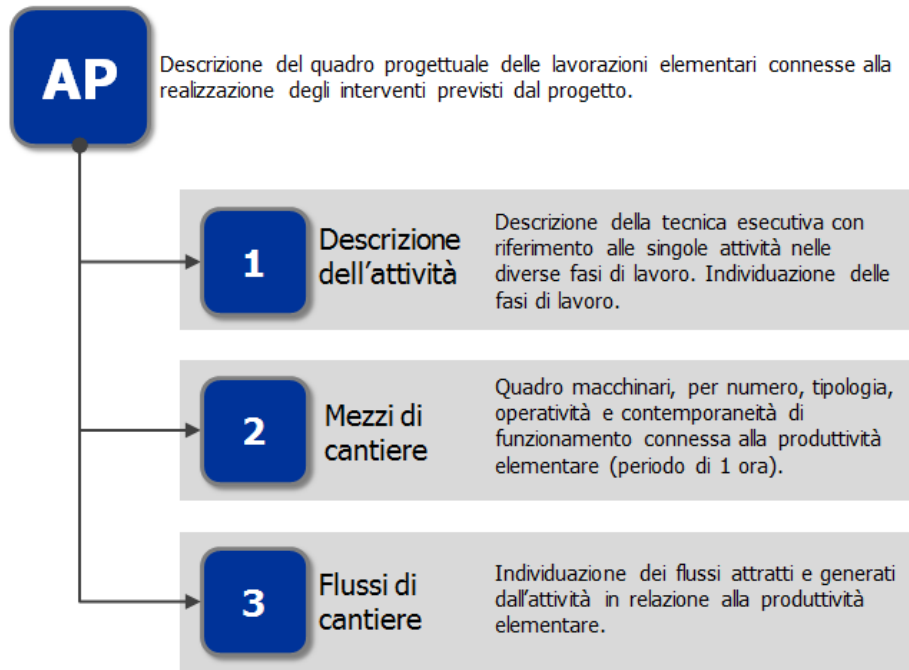 AP
Descrizione del quadro progettuale delle lavorazioni elementari connesse alla
realizzazione degli interventi previsti dal progetto.
1
Descrizione
dell'attività
Descrizione della tecnica esecutiva con
riferimento alle singole attività nelle
diverse fasi di lavoro. Individuazione delle
fasi di lavoro.
2
Mezzi di
cantiere
Quadro macchinari, per numero, tipologia,
operatività e contemporaneità di
funzionamento connessa alla produttività
elementare (periodo di 1 ora).
3
Flussi di
cantiere
Individuazione dei flussi attratti e generati
dall'attività in relazione alla produttività
elementare.